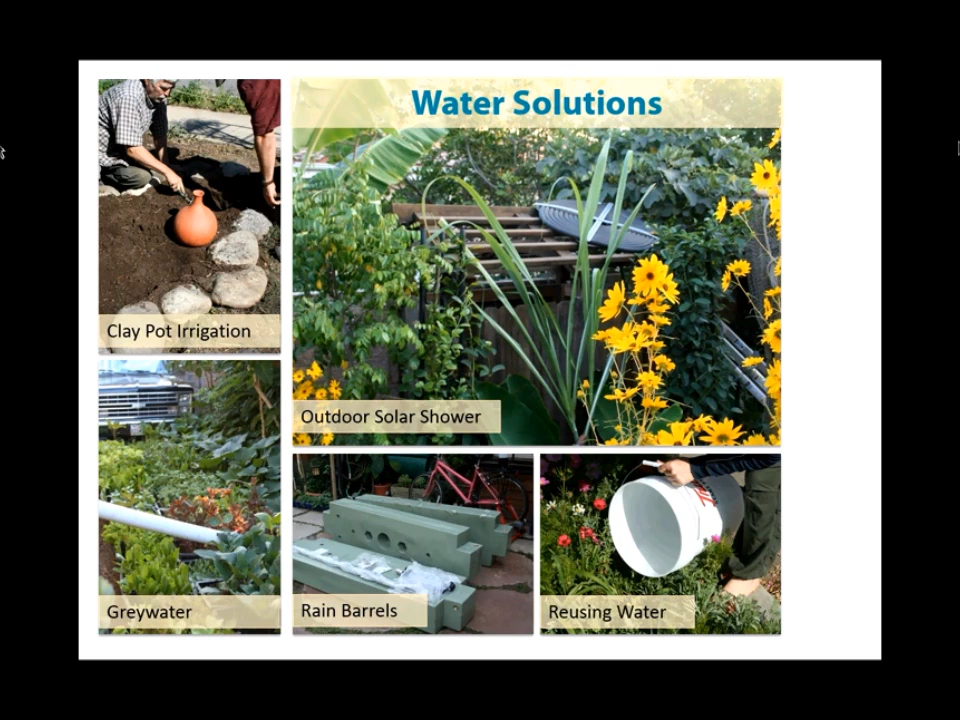 Water Solutions
Clay Pot Irrigation
Outdoor Solar Shower
Greywater
Rain Barrels
Reusing Water